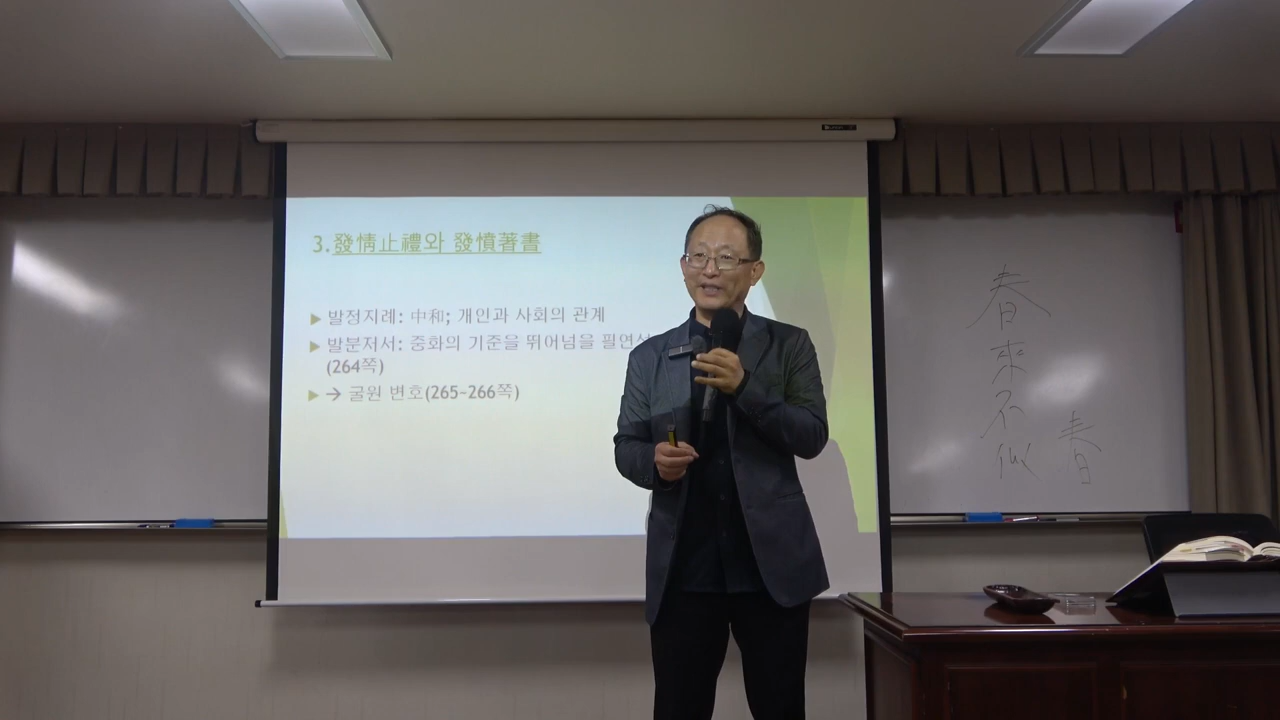 3. 發情止禮와 發憤著書
발정지례: 中和; 개인과 사회의 관계
발분저서: 중화의 기준을 뛰어넘을 필연성
(264쪽)
→ 굴원 변호(265~266쪽)
春來不似
春